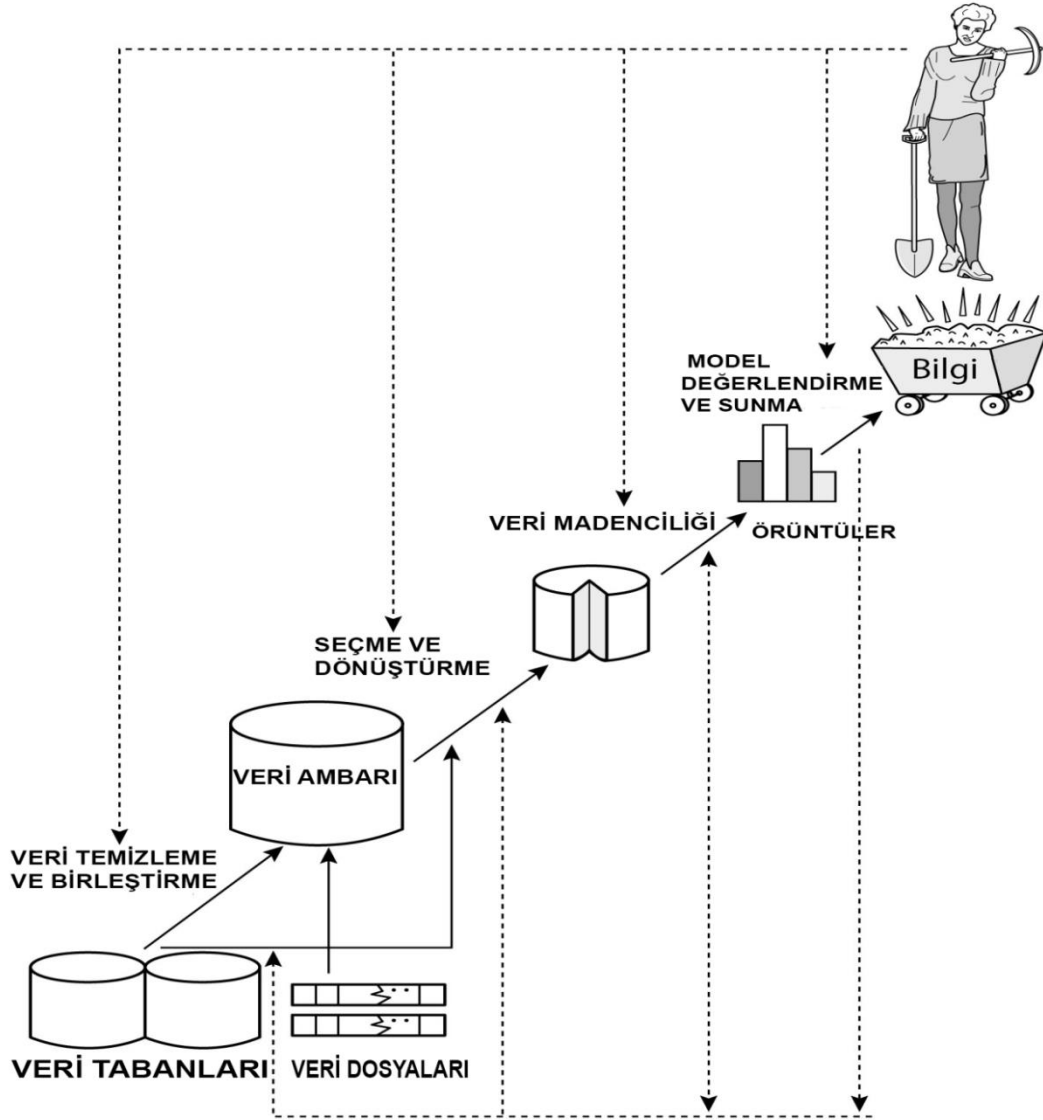 Bilgi
MODEL
DEĞERLENDİRME
VE SUNMA
VERİ MADENCİLİĞİ
ÖRÜNTÜLER
SEÇME VE
DÖNÜŞTÜRME
VERİ AMBARI
VERİ TEMİZLEME
VE BİRLEŞTİRME
VERİ TABANLARI
VERİ DOSYALARI